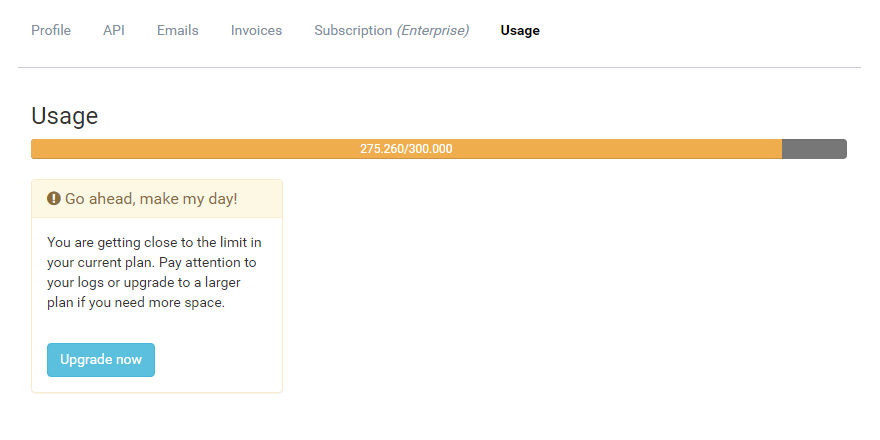 Profile API Emails Invoices Subscription (Enterprise) Usage
Usage
275.260/300.000
Go ahead, make my day!
You are getting close to the limit in
your current plan. Pay attention to
your logs or upgrade to a larger
plan if you need more space.
Upgrade now